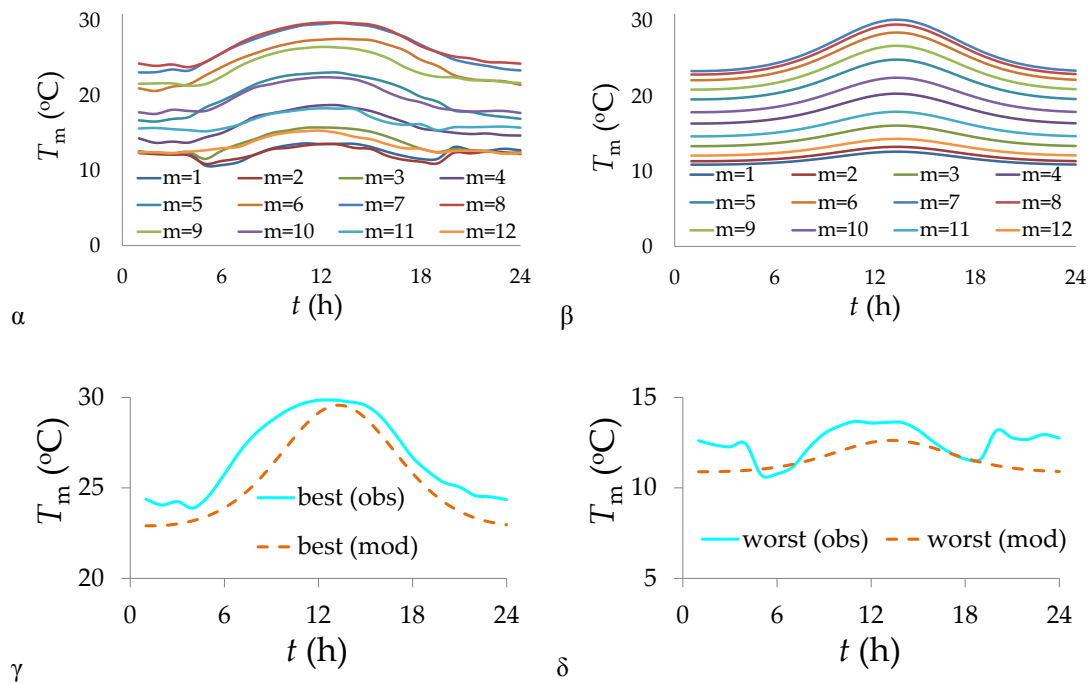 30
20
10
0
Tm (oC)
m=1 m=2 m=3 m=4
m=5 m=6 m=7 m=8
m=9 m=10 m=11 m=12
0 6 12 18 24
t (h)
α
30
20
10
0
Tm (oC)
m=1 m=2 m=3 m=4
m=5 m=6 m=7 m=8
m=9 m=10 m=11 m=12
0 6 12 18 24
t (h)
β
30
25
20
Tm (oC)
best (obs)
best (mod)
0 6 12 18 24
t (h)
γ
15
10
5
Tm (oC)
worst (obs) worst (mod)
0 6 12 18 24
t (h)
δ